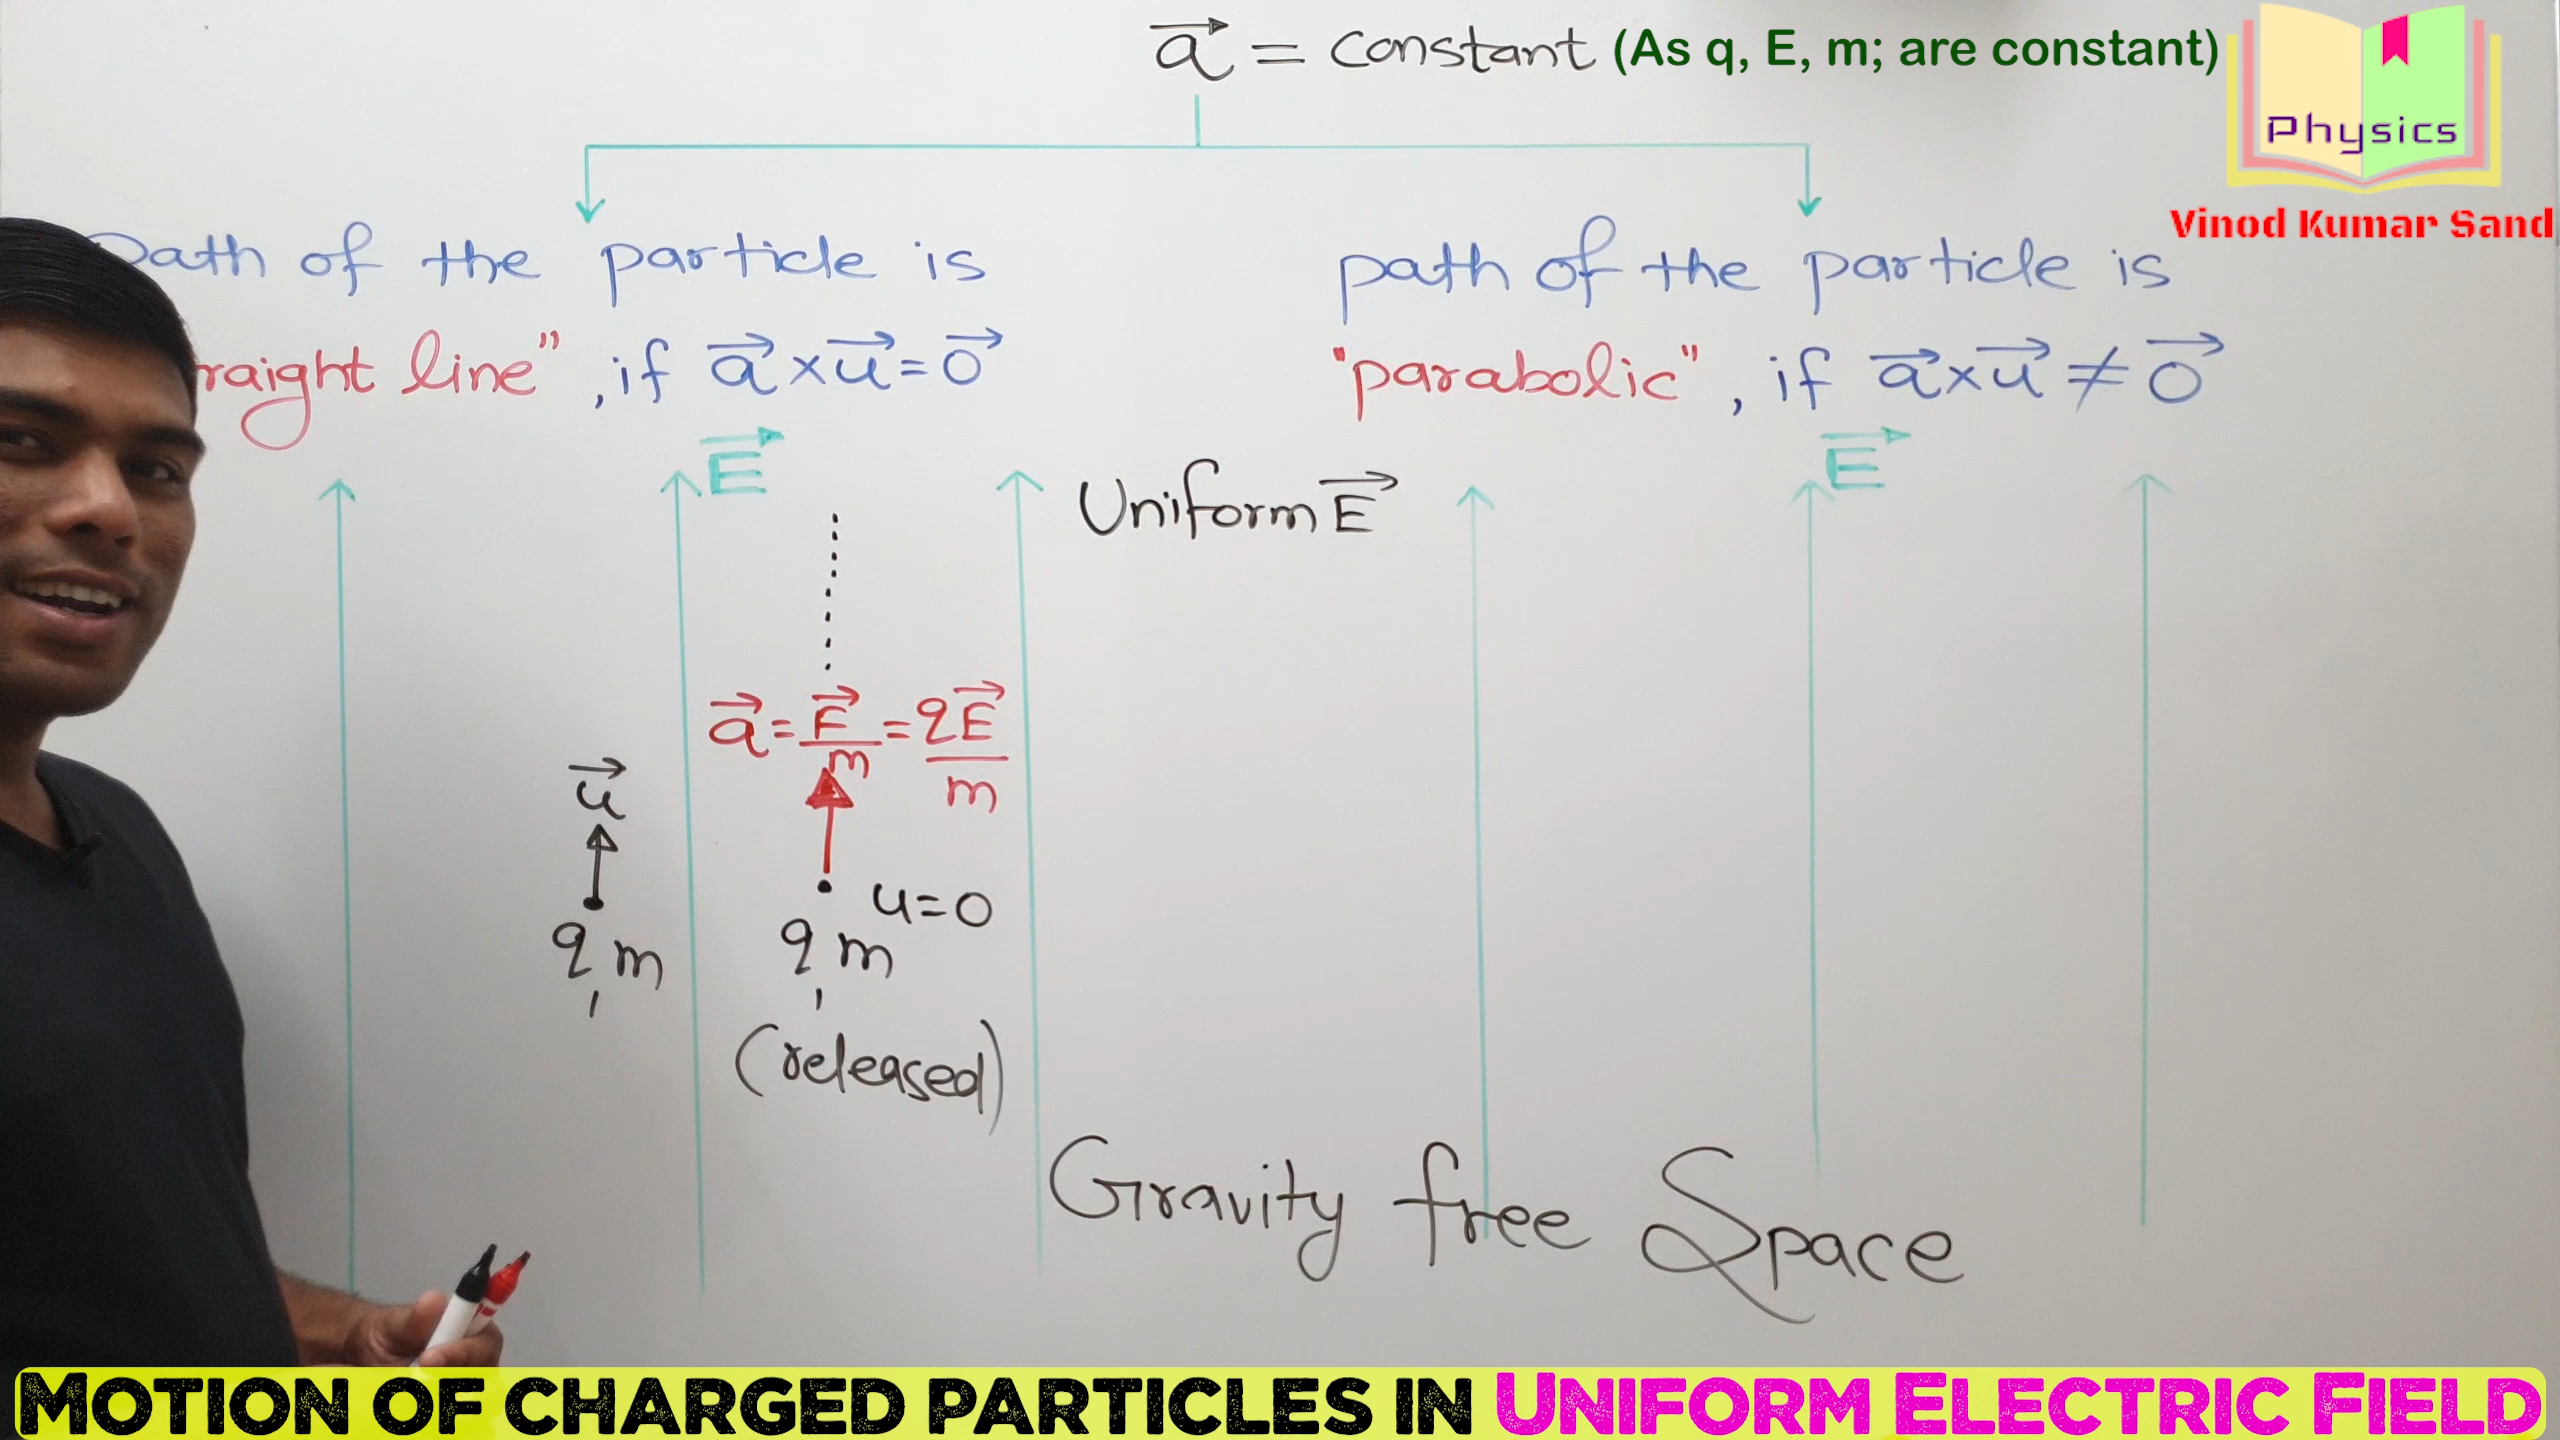 a⃗ = constant (As q, E, m; are constant)
Physics
Vinod Kumar Sand
path of the particle is
raight line", if a⃗×u⃗=0⃗
path of the particle is
"parabolic", if a⃗×u⃗≠0⃗
E⃗
Uniform E⃗
E⃗
a⃗=F⃗/m=qE⃗/m
u⃗
u=0
q, m
q, m
(released)
Gravity free Space
MOTION OF CHARGED PARTICLES IN UNIFORM ELECTRIC FIELD